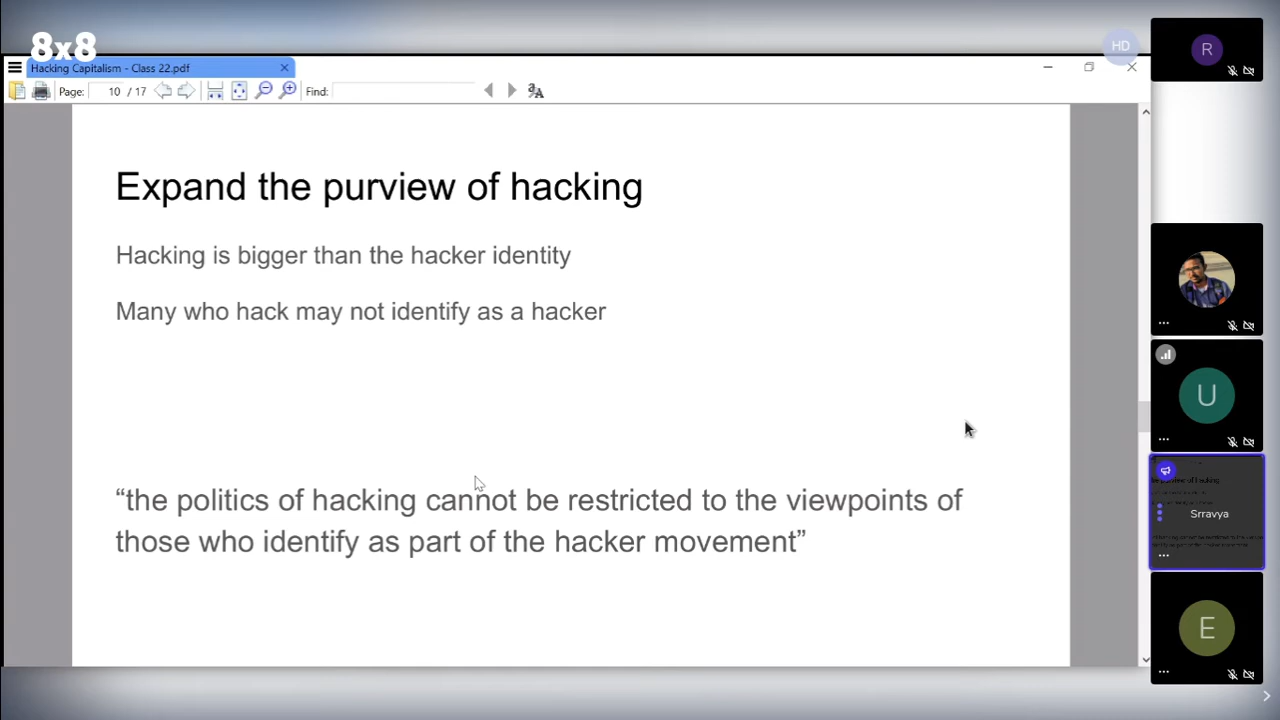 8x8
HD
R
Hacking Capitalism - Class 22.pdf
Page: 10 / 17 Find:
Expand the purview of hacking
Hacking is bigger than the hacker identity
Many who hack may not identify as a hacker
“the politics of hacking cannot be restricted to the viewpoints of
those who identify as part of the hacker movement”
U
Srravya
E